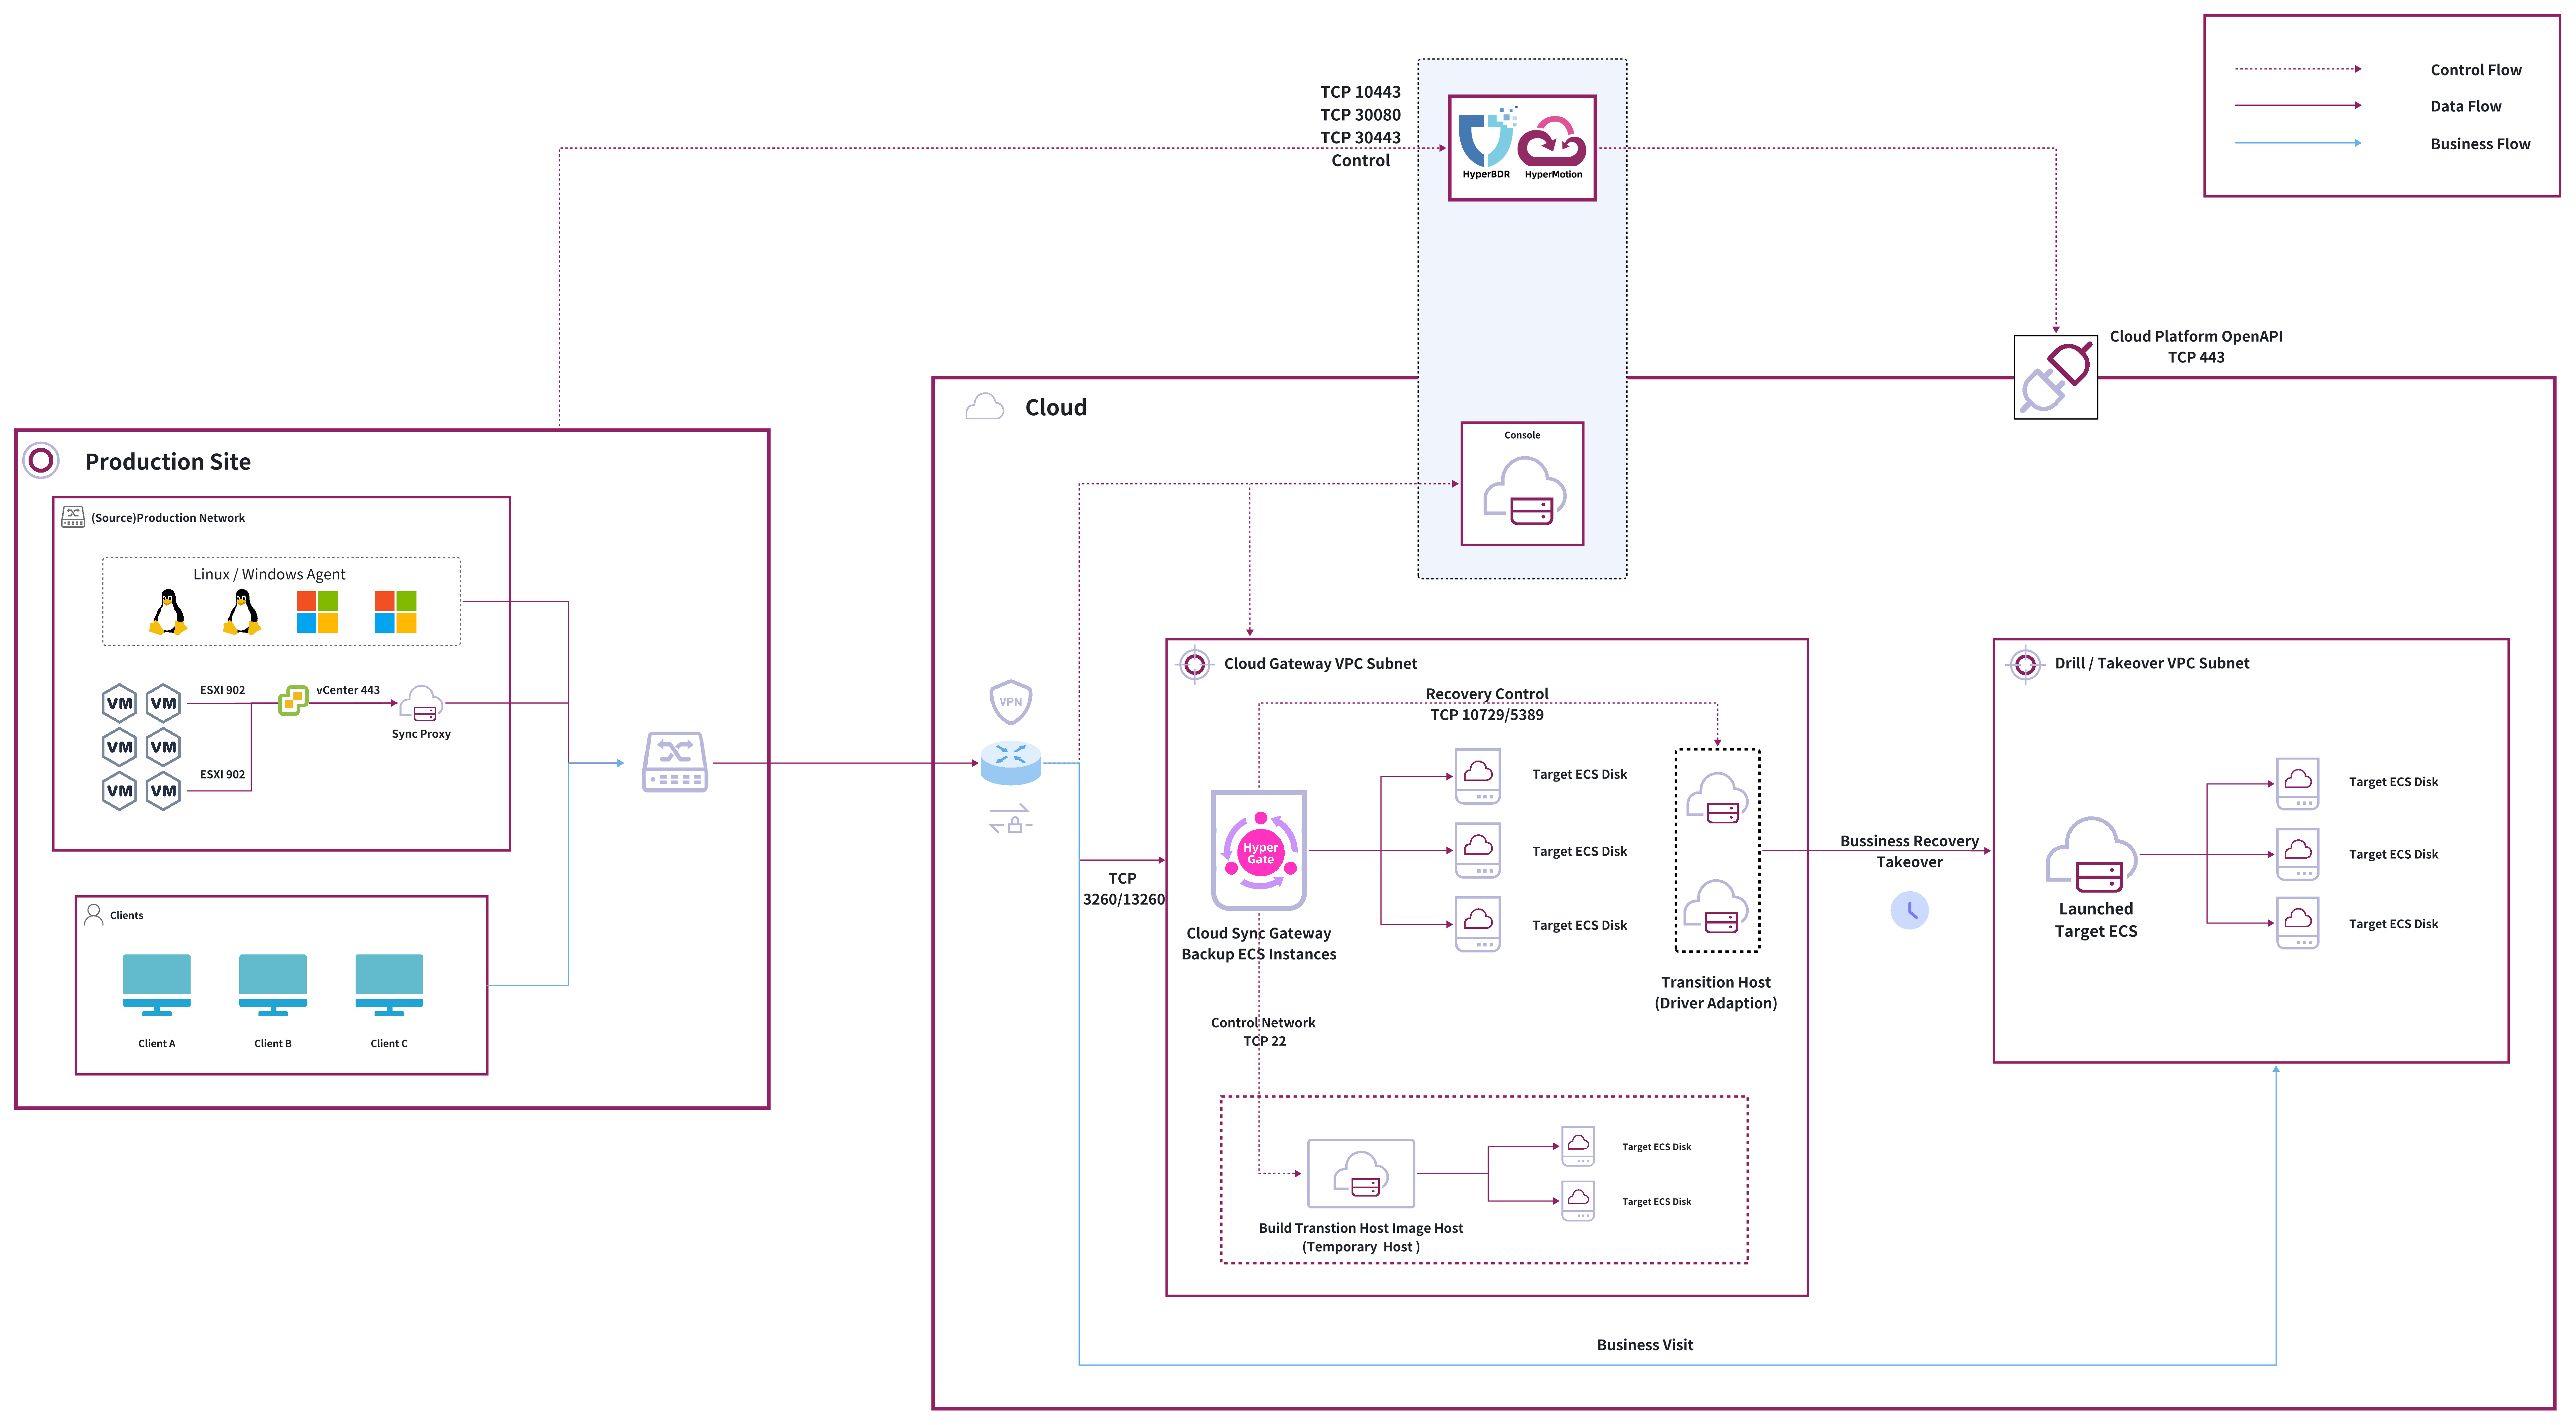 Control Flow
Data Flow
Business Flow
TCP 10443
TCP 30080
TCP 30443
Control
HyperBDR
HyperMotion
Cloud Platform OpenAPI
TCP 443
Cloud
Console
Production Site
(Source)Production Network
Linux / Windows Agent
VM
VM
ESXI 902
vCenter 443
Sync Proxy
VM
VM
ESXI 902
VM
VM
Clients
Client A
Client B
Client C
VPN
TCP
3260/13260
Cloud Gateway VPC Subnet
Recovery Control
TCP 10729/5389
Hyper
Gate
Cloud Sync Gateway
Backup ECS Instances
Target ECS Disk
Target ECS Disk
Target ECS Disk
Transition Host
(Driver Adaption)
Control Network
TCP 22
Build Transtion Host Image Host
(Temporary Host )
Target ECS Disk
Target ECS Disk
Bussiness Recovery
Takeover
Drill / Takeover VPC Subnet
Launched
Target ECS
Target ECS Disk
Target ECS Disk
Target ECS Disk
Business Visit